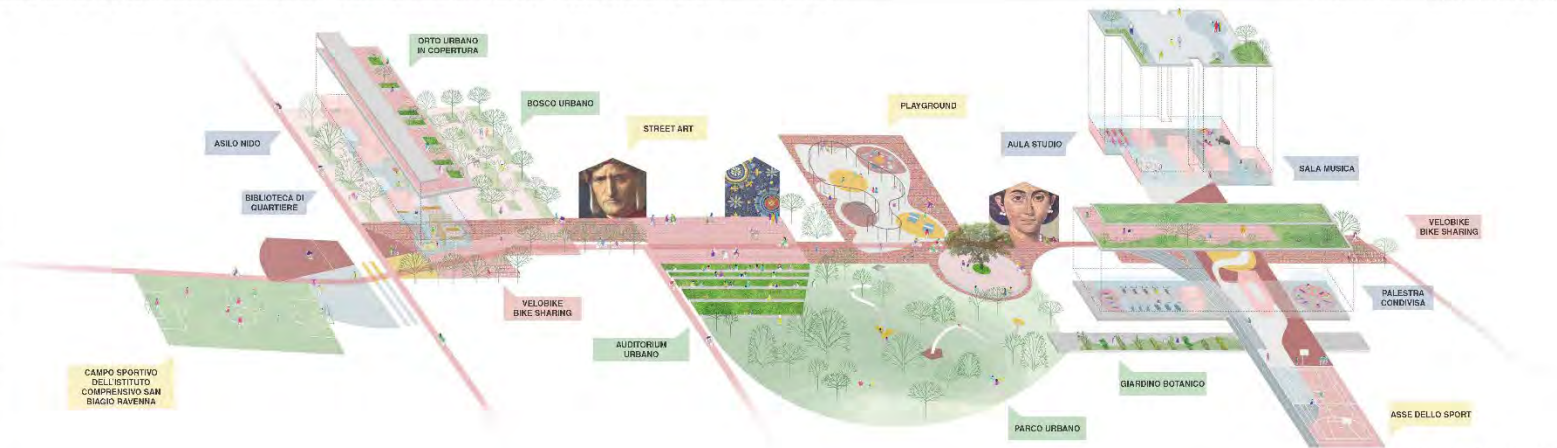 ORTO URBANO
IN COPERTURA
BOSCO URBANO
STREET ART
PLAYGROUND
ASILO NIDO
AULA STUDIO
SALA MUSICA
BIBLIOTECA DI
QUARTIERE
VELOBIKE
BIKE SHARING
VELOBIKE
BIKE SHARING
PALESTRA
CONDIVISA
AUDITORIUM
URBANO
CAMPO SPORTIVO
DELL'ISTITUTO
COMPRENSIVO SAN
BIAGIO RAVENNA
GIARDINO BOTANICO
PARCO URBANO
ASSE DELLO SPORT